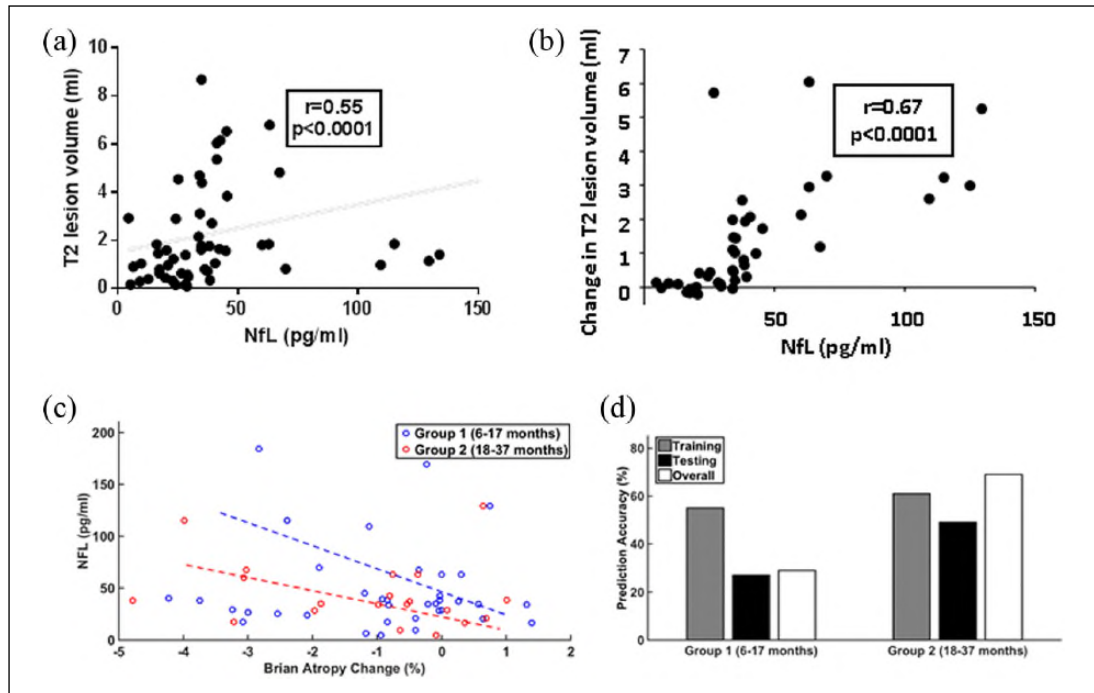 (a)
10
8
6
4
2
0
T2 lesion volume (ml)
r=0.55
p<0.0001
0
50
100
150
NfL (pg/ml)
(b)
7
6
5
4
3
2
1
0
Change in T2 lesion volume (ml)
r=0.67
p<0.0001
50
100
150
NfL (pg/ml)
(c)
200
150
100
50
0
NFL (pg/ml)
Group 1 (6-17 months)
Group 2 (18-37 months)
-5
-4
-3
-2
-1
0
1
2
Brian Atropy Change (%)
(d)
80
60
40
20
0
Prediction Accuracy (%)
Training
Testing
Overall
Group 1 (6-17 months)
Group 2 (18-37 months)